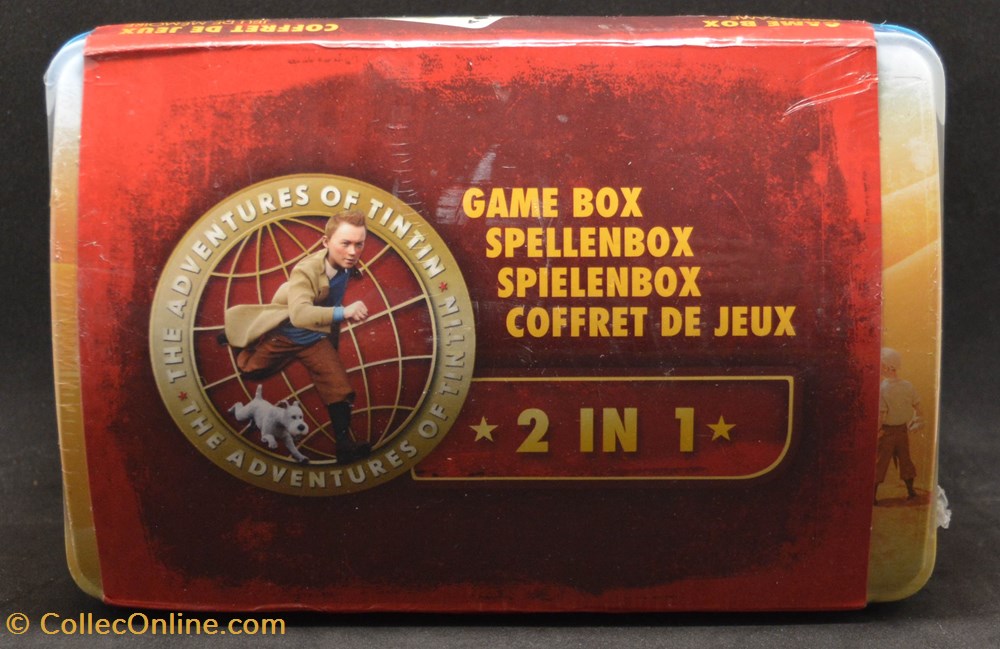 GAME BOX
COFFRET DE JEUX
THE ADVENTURES OF TINTIN
THE ADVENTURES OF TINTIN
GAME BOX
SPELLENBOX
SPIELENBOX
COFFRET DE JEUX
2 IN 1
© CollecOnline.com